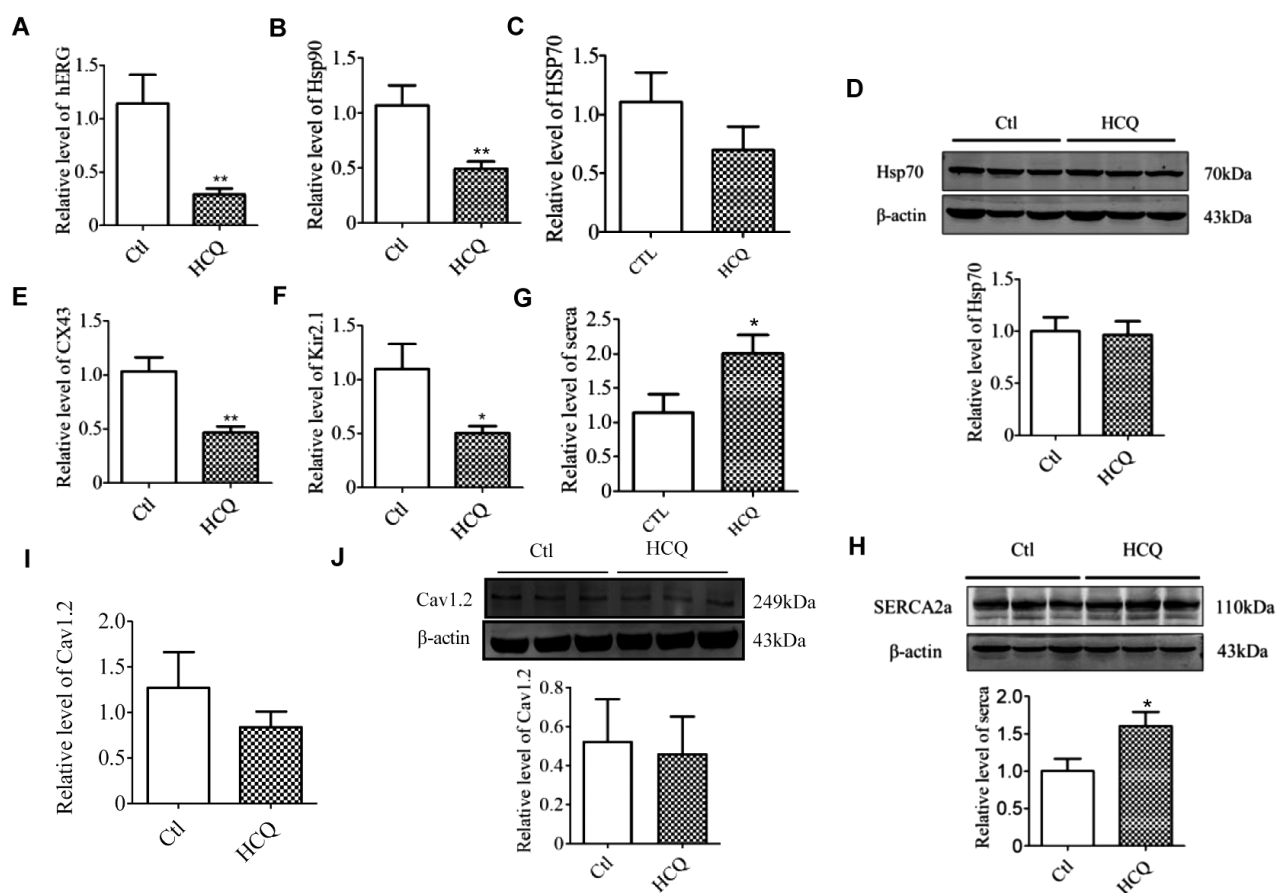 A
Relative level of hERG
1.5
1.0
0.5
0
**
Ctl
HCQ
B
Relative level of Hsp90
1.5
1.0
0.5
0
**
Ctl
HCQ
C
Relative level of HSP70
1.5
1.0
0.5
0
CTL
HCQ
D
Ctl HCQ
Hsp70 70kDa
β-actin 43kDa
Relative level of Hsp70
1.5
1.0
0.5
0
Ctl
HCQ
E
Relative level of CX43
1.5
1.0
0.5
0
**
Ctl
HCQ
F
Relative level of Kir2.1
1.5
1.0
0.5
0
*
Ctl
HCQ
G
Relative level of serca
2.5
2.0
1.5
1.0
0.5
0
*
CTL
HCQ
I
Relative level of Cav1.2
2.0
1.5
1.0
0.5
0
Ctl
HCQ
J
Ctl HCQ
Cav1.2 249kDa
β-actin 43kDa
Relative level of Cav1.2
0.8
0.6
0.4
0.2
0
Ctl
HCQ
H
Ctl HCQ
SERCA2a 110kDa
β-actin 43kDa
Relative level of serca
2.0
1.5
1.0
0.5
0
*
Ctl
HCQ